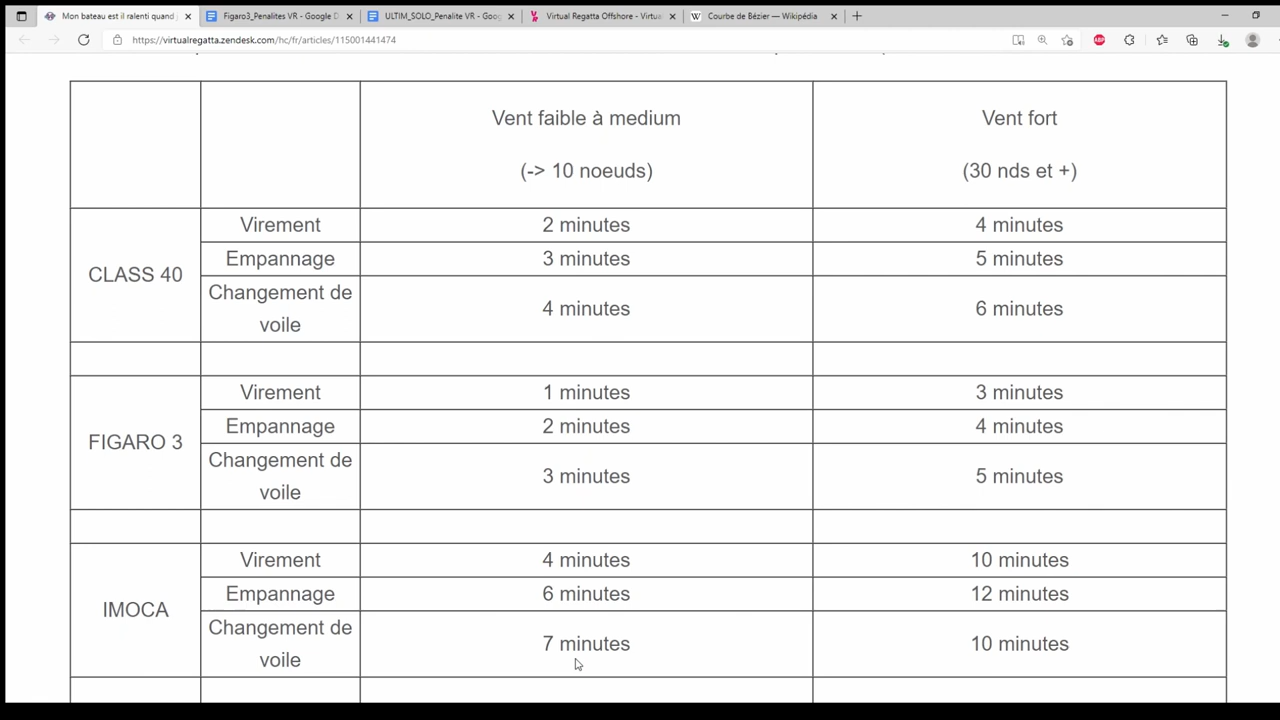 Mon bateau est il ralenti quand j
Figaro3_Penalites VR - Google D
ULTIM_SOLO_Penalite VR - Goog
Virtual Regatta Offshore - Virtua
Courbe de Bézier — Wikipédia
https://virtualregatta.zendesk.com/hc/fr/articles/115001441474
ABP
Vent faible à medium
(-> 10 noeuds)
Vent fort
(30 nds et +)
CLASS 40
Virement 2 minutes 4 minutes
Empannage 3 minutes 5 minutes
Changement de
voile
4 minutes 6 minutes
FIGARO 3
Virement 1 minutes 3 minutes
Empannage 2 minutes 4 minutes
Changement de
voile
3 minutes 5 minutes
IMOCA
Virement 4 minutes 10 minutes
Empannage 6 minutes 12 minutes
Changement de
voile
7 minutes 10 minutes